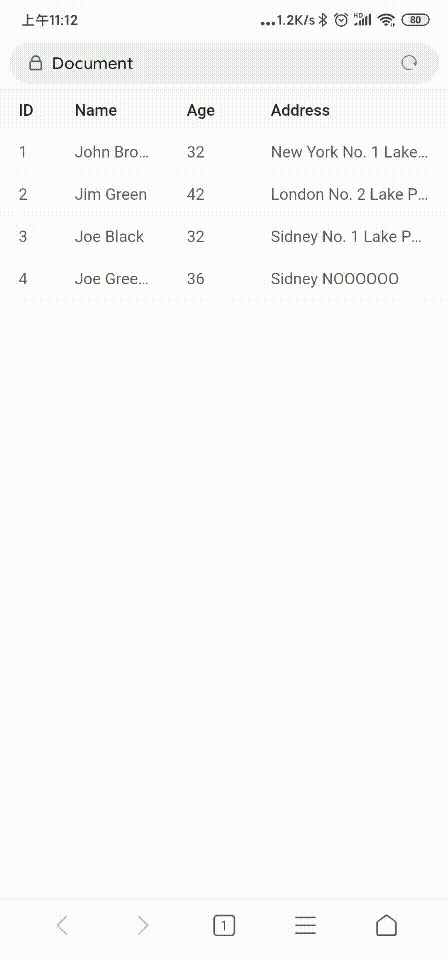 上午11:12 ...1.2K/s HD 80
Document
ID Name Age Address
1 John Bro... 32 New York No. 1 Lake...
2 Jim Green 42 London No. 2 Lake P...
3 Joe Black 32 Sidney No. 1 Lake P...
4 Joe Gree... 36 Sidney NOOOOOO
1